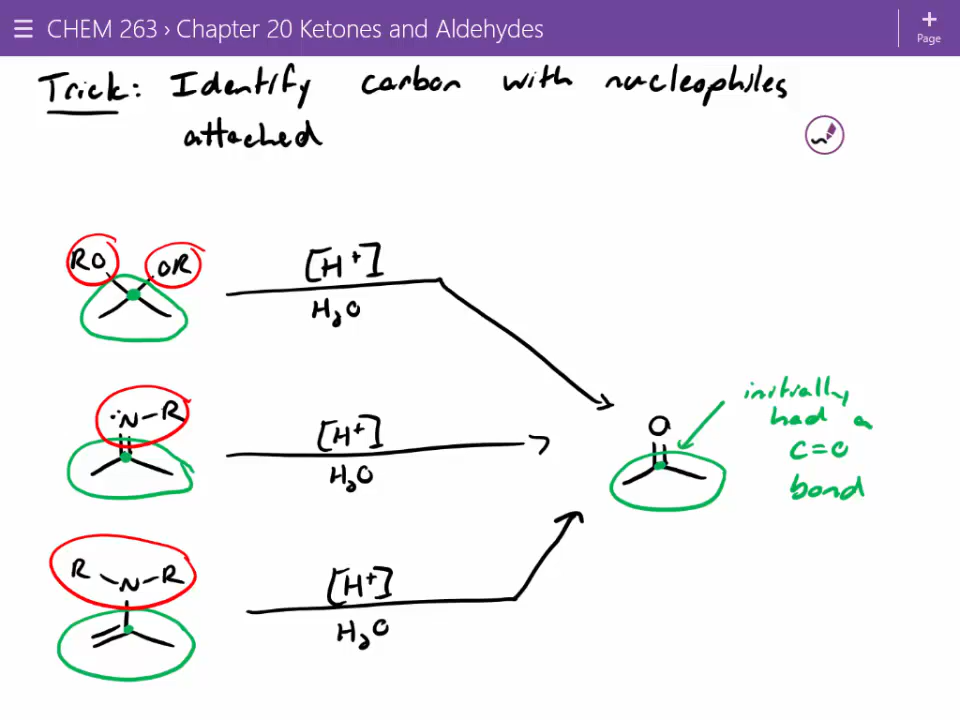 CHEM 263 › Chapter 20 Ketones and Aldehydes
Page
Trick: Identify carbon with nucleophiles
attached
RO OR
[H+]
H2O
:N-R
[H+]
H2O
O
initially
had a
C=O
bond
R N-R
[H+]
H2O